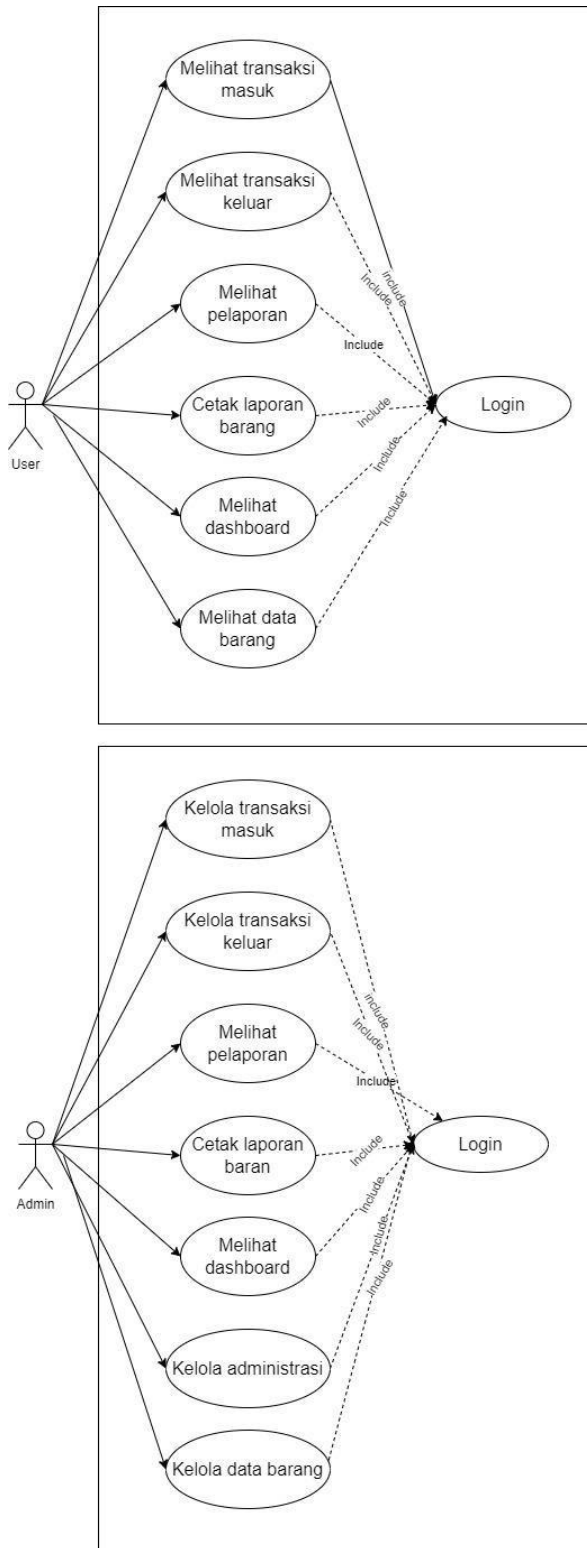 Melihat transaksi
masuk
Melihat transaksi
keluar
include
Include
Melihat
pelaporan
Include
Login
Cetak laporan
barang
Include
User
Melihat
dashboard
Include
Include
Melihat data
barang
Kelola transaksi
masuk
Kelola transaksi
keluar
include
Include
Melihat
pelaporan
Include
Login
Cetak laporan
baran
Include
Admin
Melihat
dashboard
Include
Include
Include
Kelola administrasi
Kelola data barang